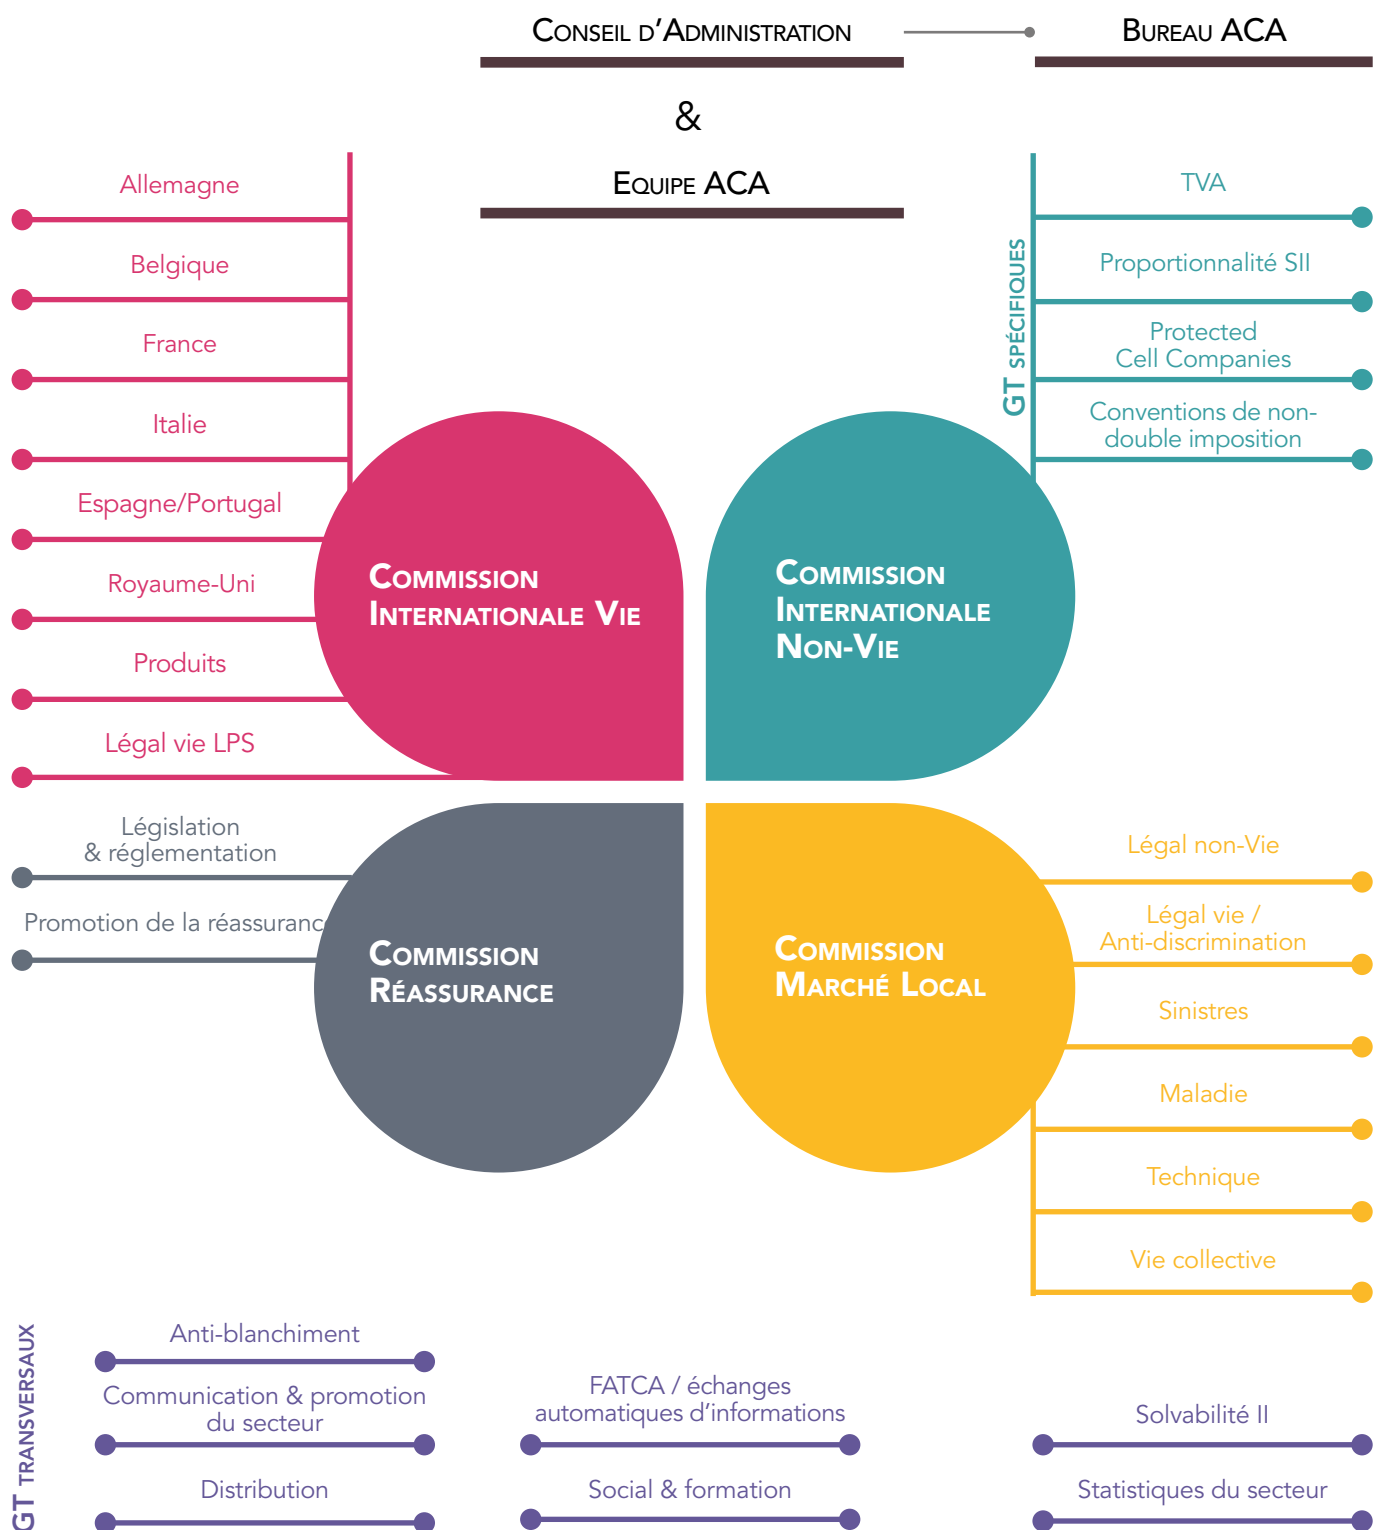 Conseil d'Administration
Bureau ACA
&
Equipe ACA
Allemagne
Belgique
France
Italie
Espagne/Portugal
Royaume-Uni
Produits
Légal vie LPS
GT spécifiques
TVA
Proportionnalité SII
Protected
Cell Companies
Conventions de non-
double imposition
Commission
Internationale Vie
Commission
Internationale
Non-Vie
Législation
& réglementation
Promotion de la réassuranc
Commission
Réassurance
Commission
Marché Local
Légal non-Vie
Légal vie /
Anti-discrimination
Sinistres
Maladie
Technique
Vie collective
GT transversaux
Anti-blanchiment
Communication & promotion
du secteur
Distribution
FATCA / échanges
automatiques d'informations
Social & formation
Solvabilité II
Statistiques du secteur